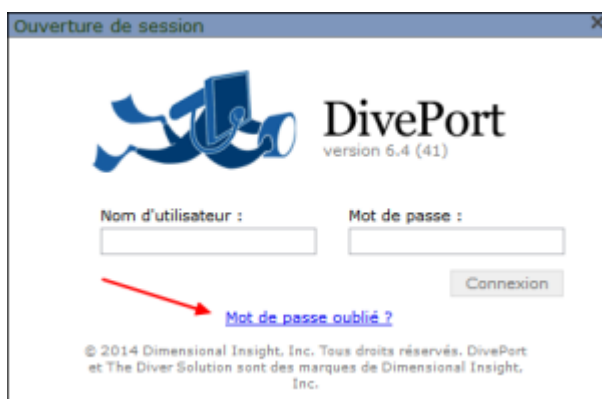 Ouverture de session
DivePort
version 6.4 (41)
Nom d'utilisateur :
Mot de passe :
Connexion
Mot de passe oublié ?
© 2014 Dimensional Insight, Inc. Tous droits réservés. DivePort
et The Diver Solution sont des marques de Dimensional Insight,
Inc.